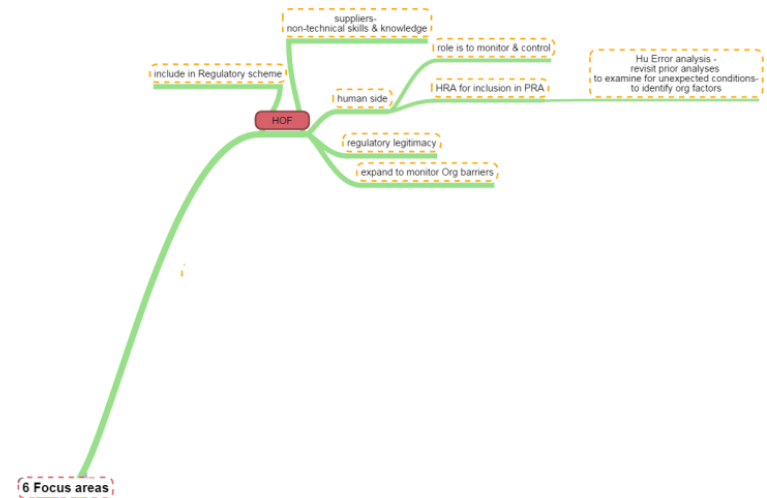 suppliers-
non-technical skills & knowledge
role is to monitor & control
Hu Error analysis -
revisit prior analyses
to examine for unexpected conditions-
to identify org factors
include in Regulatory scheme
human side
HRA for inclusion in PRA
HOF
regulatory legitimacy
expand to monitor Org barriers
6 Focus areas